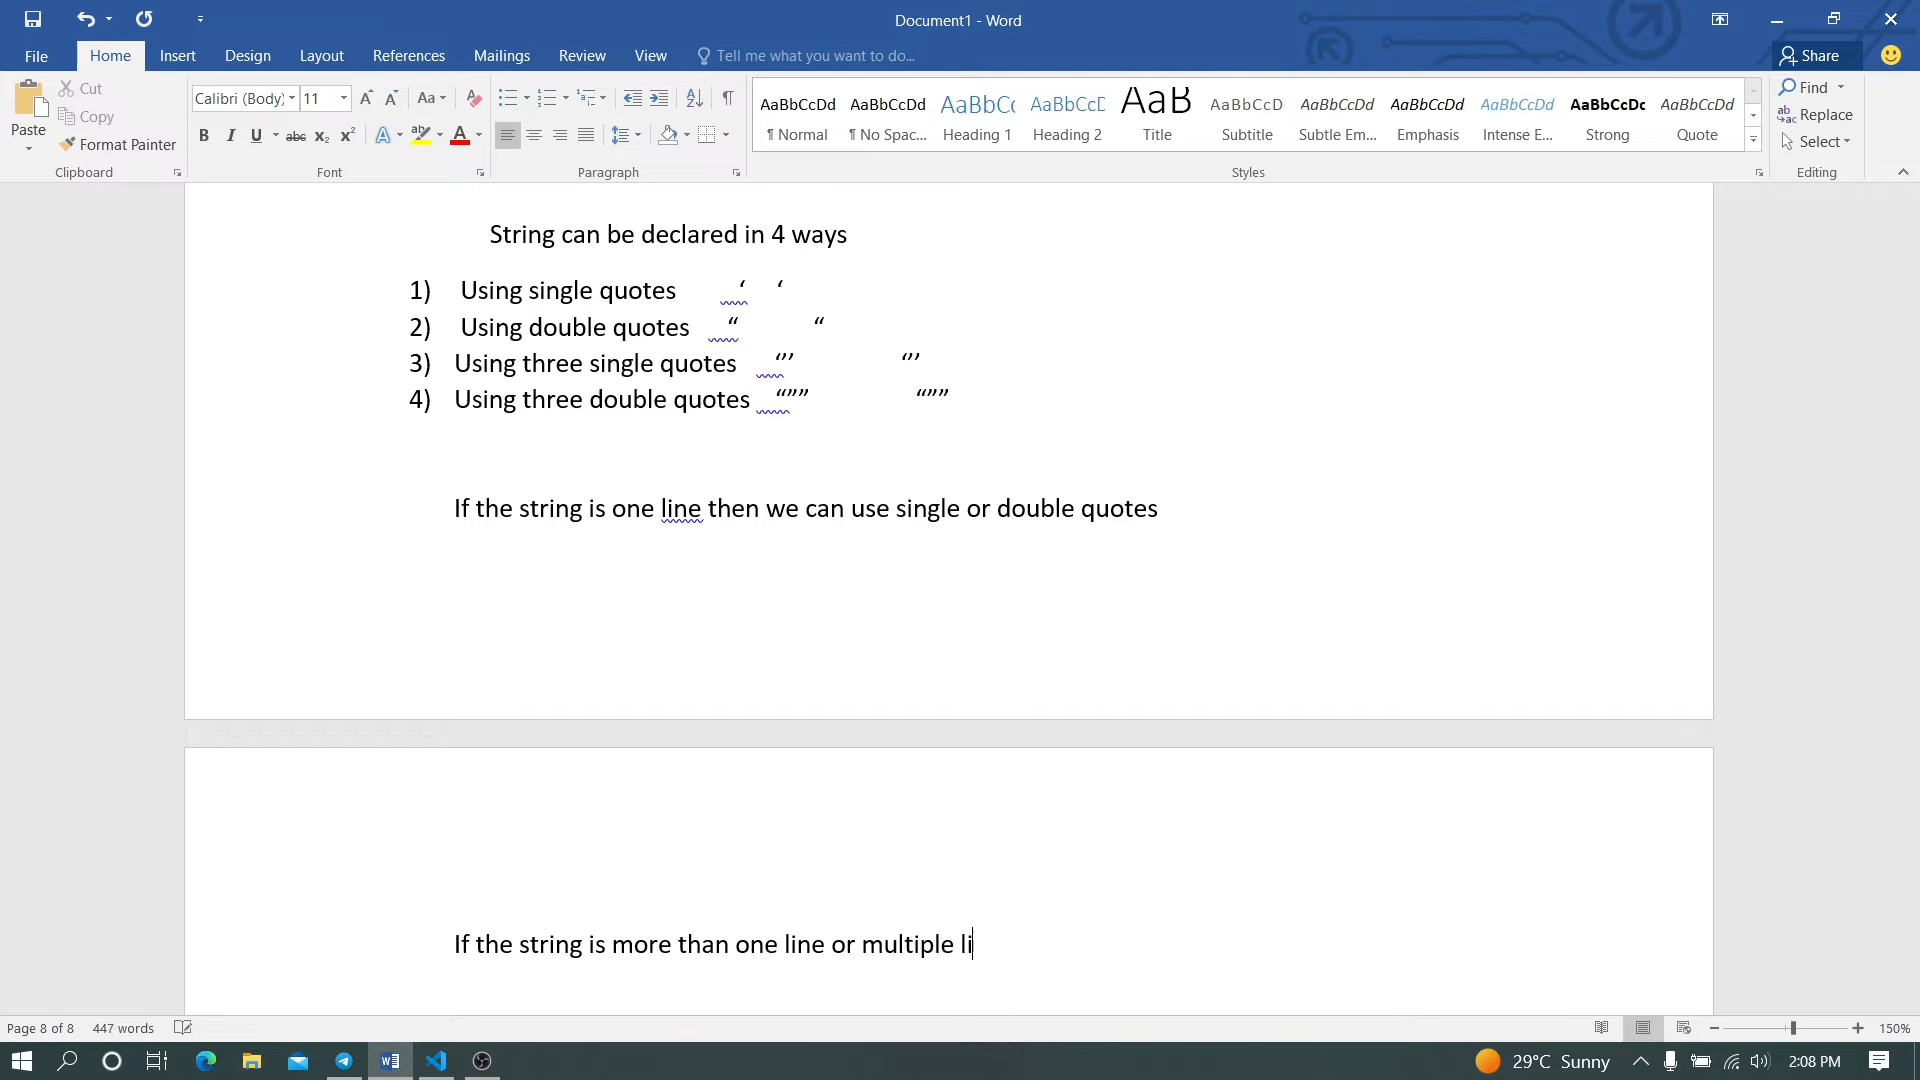 Document1 - Word
File Home Insert Design Layout References Mailings Review View Tell me what you want to do... Share
Paste Cut Copy Format Painter Clipboard
Calibri (Body) 11 Aa B I U abc X₂ X² A ab A Font
Paragraph
AaBbCcDd AaBbCcDd AaBbC AaBbCcD AaB AaBbCcD AaBbCcDd AaBbCcDd AaBbCcDd AaBbCcDc AaBbCcDd
¶ Normal ¶ No Spac... Heading 1 Heading 2 Title Subtitle Subtle Em... Emphasis Intense E... Strong Quote
Styles
Find
Replace
Select
Editing
String can be declared in 4 ways
1) Using single quotes ‘ ‘
2) Using double quotes “ “
3) Using three single quotes “’ “’
4) Using three double quotes “”” “””
If the string is one line then we can use single or double quotes
If the string is more than one line or multiple li
Page 8 of 8 447 words 150%
29°C Sunny 2:08 PM